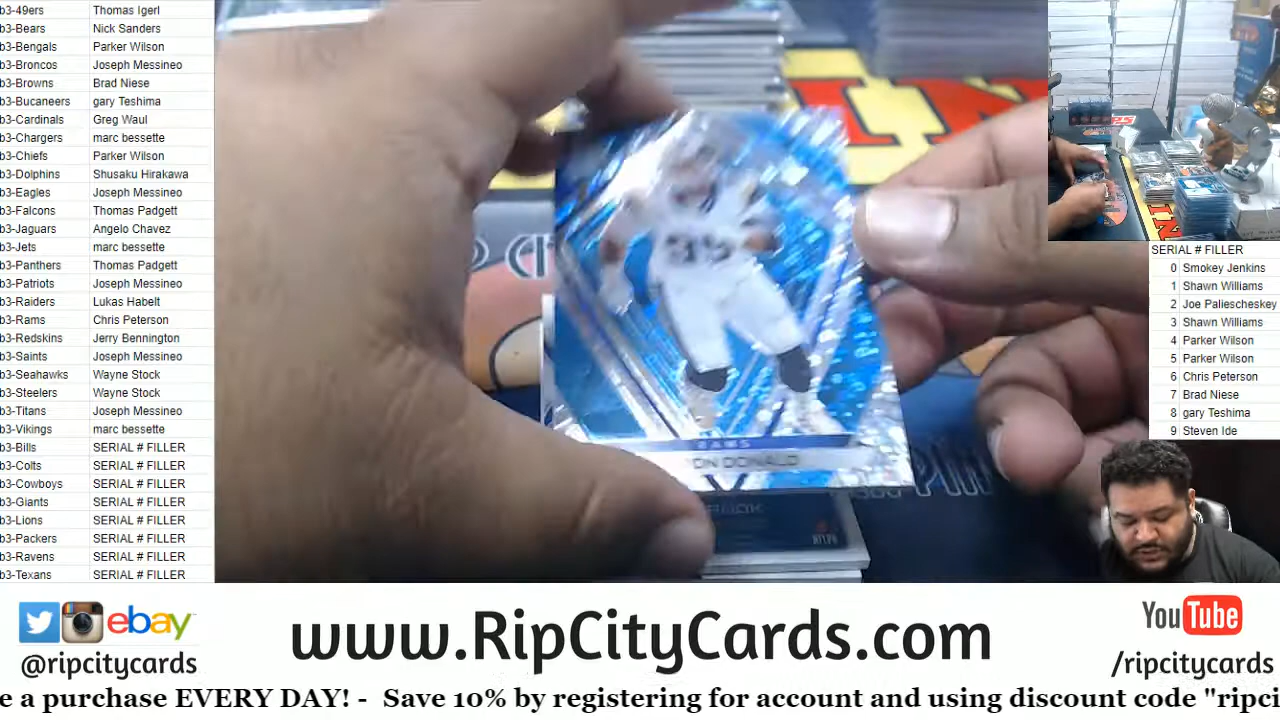 b3-49ers Thomas Igerl
b3-Bears Nick Sanders
b3-Bengals Parker Wilson
b3-Broncos Joseph Messineo
b3-Browns Brad Niese
b3-Bucaneers gary Teshima
b3-Cardinals Greg Waul
b3-Chargers marc bessette
b3-Chiefs Parker Wilson
b3-Dolphins Shusaku Hirakawa
b3-Eagles Joseph Messineo
b3-Falcons Thomas Padgett
b3-Jaguars Angelo Chavez
b3-Jets marc bessette
b3-Panthers Thomas Padgett
b3-Patriots Joseph Messineo
b3-Raiders Lukas Habelt
b3-Rams Chris Peterson
b3-Redskins Jerry Bennington
b3-Saints Joseph Messineo
b3-Seahawks Wayne Stock
b3-Steelers Wayne Stock
b3-Titans Joseph Messineo
b3-Vikings marc bessette
b3-Bills SERIAL # FILLER
b3-Colts SERIAL # FILLER
b3-Cowboys SERIAL # FILLER
b3-Giants SERIAL # FILLER
b3-Lions SERIAL # FILLER
b3-Packers SERIAL # FILLER
b3-Ravens SERIAL # FILLER
b3-Texans SERIAL # FILLER
RAMS
ON DONALD
SERIAL # FILLER
0 Smokey Jenkins
1 Shawn Williams
2 Joe Paliescheskey
3 Shawn Williams
4 Parker Wilson
5 Parker Wilson
6 Chris Peterson
7 Brad Niese
8 gary Teshima
9 Steven Ide
ebay
@ripcitycards
www.RipCityCards.com
YouTube
/ripcitycards
e a purchase EVERY DAY! - Save 10% by registering for account and using discount code "ripci